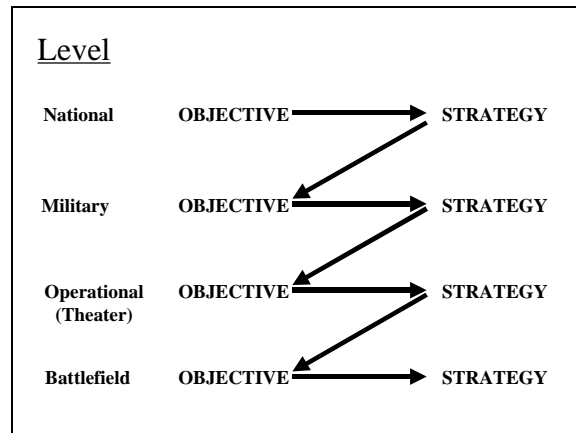 Level
National OBJECTIVE STRATEGY
Military OBJECTIVE STRATEGY
Operational OBJECTIVE STRATEGY
(Theater)
Battlefield OBJECTIVE STRATEGY